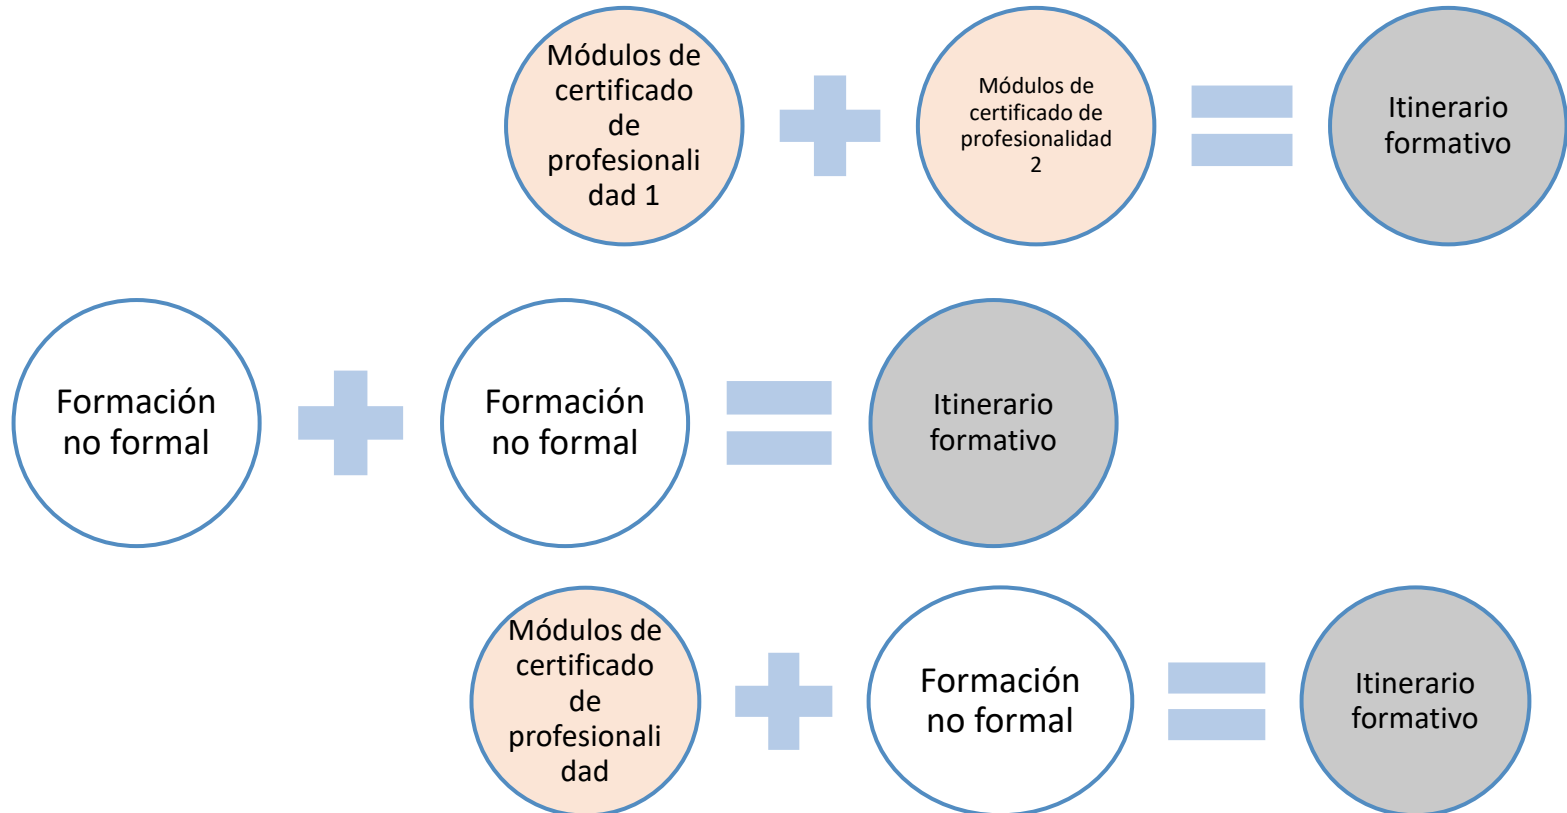 Módulos de
certificado
de
profesionali
dad 1
Módulos de
certificado de
profesionalidad
2
Itinerario
formativo
Formación
no formal
Formación
no formal
Itinerario
formativo
Módulos de
certificado
de
profesionali
dad
Formación
no formal
Itinerario
formativo